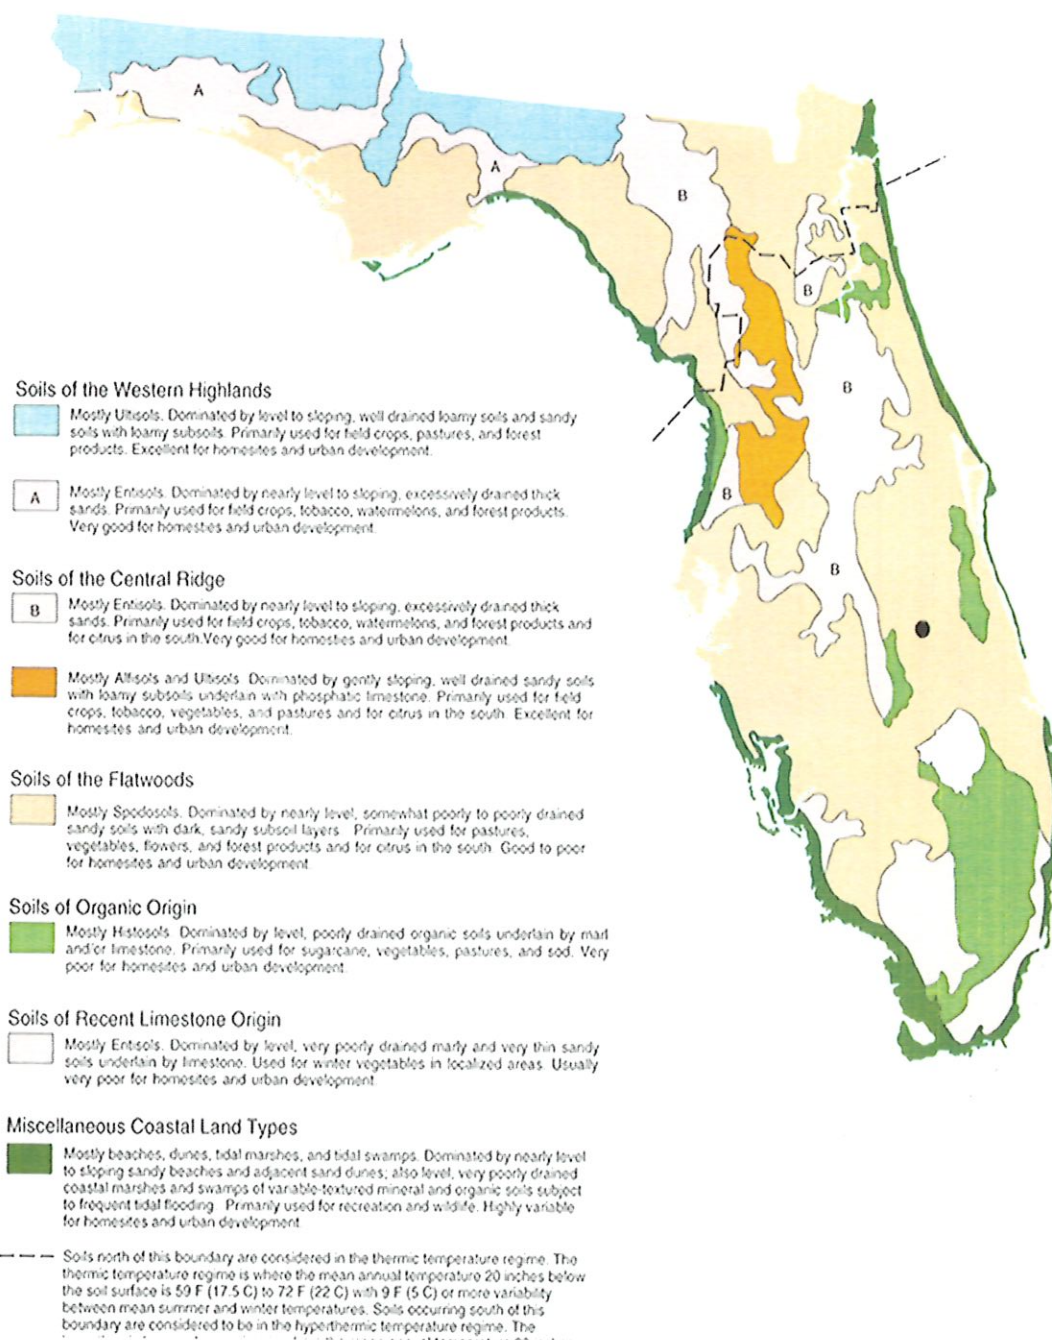 A
A
B
B
B
B
B
Soils of the Western Highlands
Mostly Ultisols. Dominated by level to sloping, well drained loamy soils and sandy
soils with loamy subsoils. Primarily used for field crops, pastures, and forest
products. Excellent for homesites and urban development.
A
Mostly Entisols. Dominated by nearly level to sloping, excessively drained thick
sands. Primarily used for field crops, tobacco, watermelons, and forest products.
Very good for homesties and urban development.
Soils of the Central Ridge
B
Mostly Entisols. Dominated by nearly level to sloping, excessively drained thick
sands. Primarily used for field crops, tobacco, watermelons, and forest products and
for citrus in the south.Very good for homesties and urban development.
Mostly Alfisols and Ultisols. Dominated by gently sloping, well drained sandy soils
with loamy subsoils underlain with phosphatic limestone. Primarily used for field
crops, tobacco, vegetables, and pastures and for citrus in the south. Excellent for
homesites and urban development.
Soils of the Flatwoods
Mostly Spodosols. Dominated by nearly level, somewhat poorly to poorly drained
sandy soils with dark, sandy subsoil layers. Primarily used for pastures,
vegetables, flowers, and forest products and for citrus in the south. Good to poor
for homesites and urban development.
Soils of Organic Origin
Mostly Histosols. Dominated by level, poorly drained organic soils underlain by marl
and/or limestone. Primarily used for sugarcane, vegetables, pastures, and sod. Very
poor for homesites and urban development.
Soils of Recent Limestone Origin
Mostly Entisols. Dominated by level, very poorly drained marly and very thin sandy
soils underlain by limestone. Used for winter vegetables in localized areas. Usually
very poor for homesites and urban development.
Miscellaneous Coastal Land Types
Mostly beaches, dunes, tidal marshes, and tidal swamps. Dominated by nearly level
to sloping sandy beaches and adjacent sand dunes; also level, very poorly drained
coastal marshes and swamps of variable-textured mineral and organic soils subject
to frequent tidal flooding. Primarily used for recreation and wildlife. Highly variable
for homesites and urban development.
Soils north of this boundary are considered in the thermic temperature regime. The
thermic temperature regime is where the mean annual temperature 20 inches below
the soil surface is 59 F (17.5 C) to 72 F (22 C) with 9 F (5 C) or more variability
between mean summer and winter temperatures. Soils occurring south of this
boundary are considered to be in the hyperthermic temperature regime. The